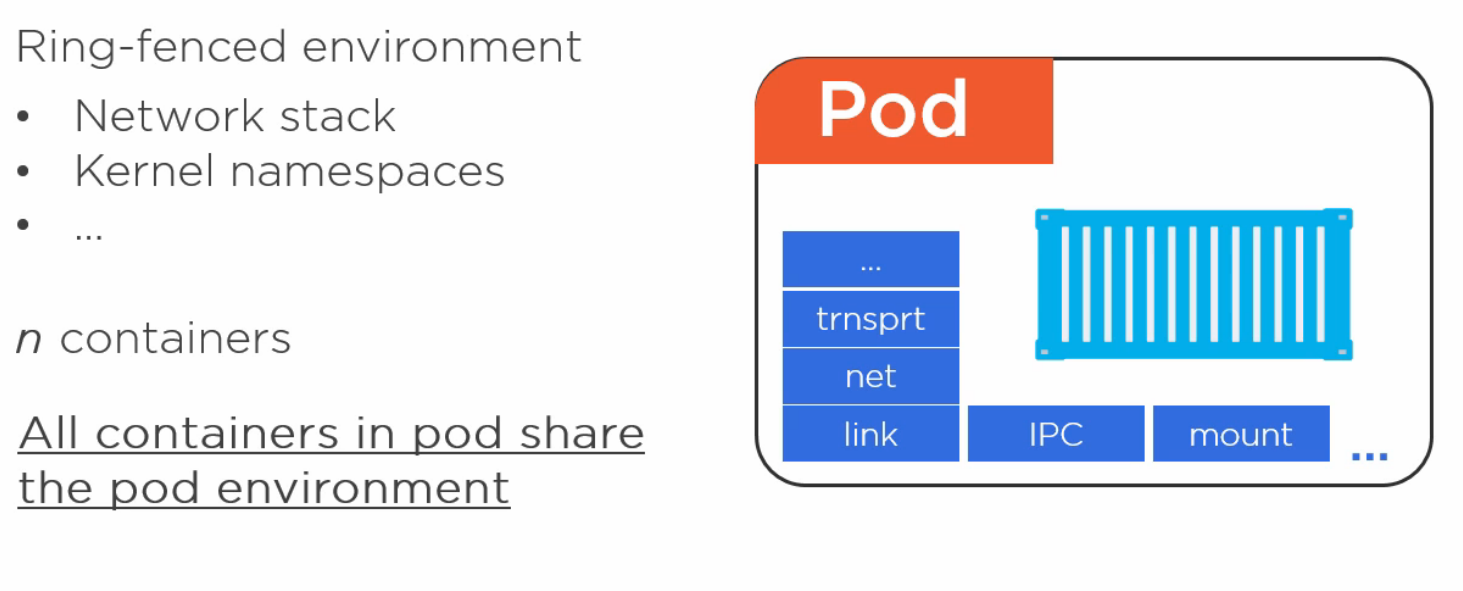 Ring-fenced environment
• Network stack
• Kernel namespaces
• ...
n containers
All containers in pod share
the pod environment
Pod
...
trnsprt
net
link
IPC
mount
...